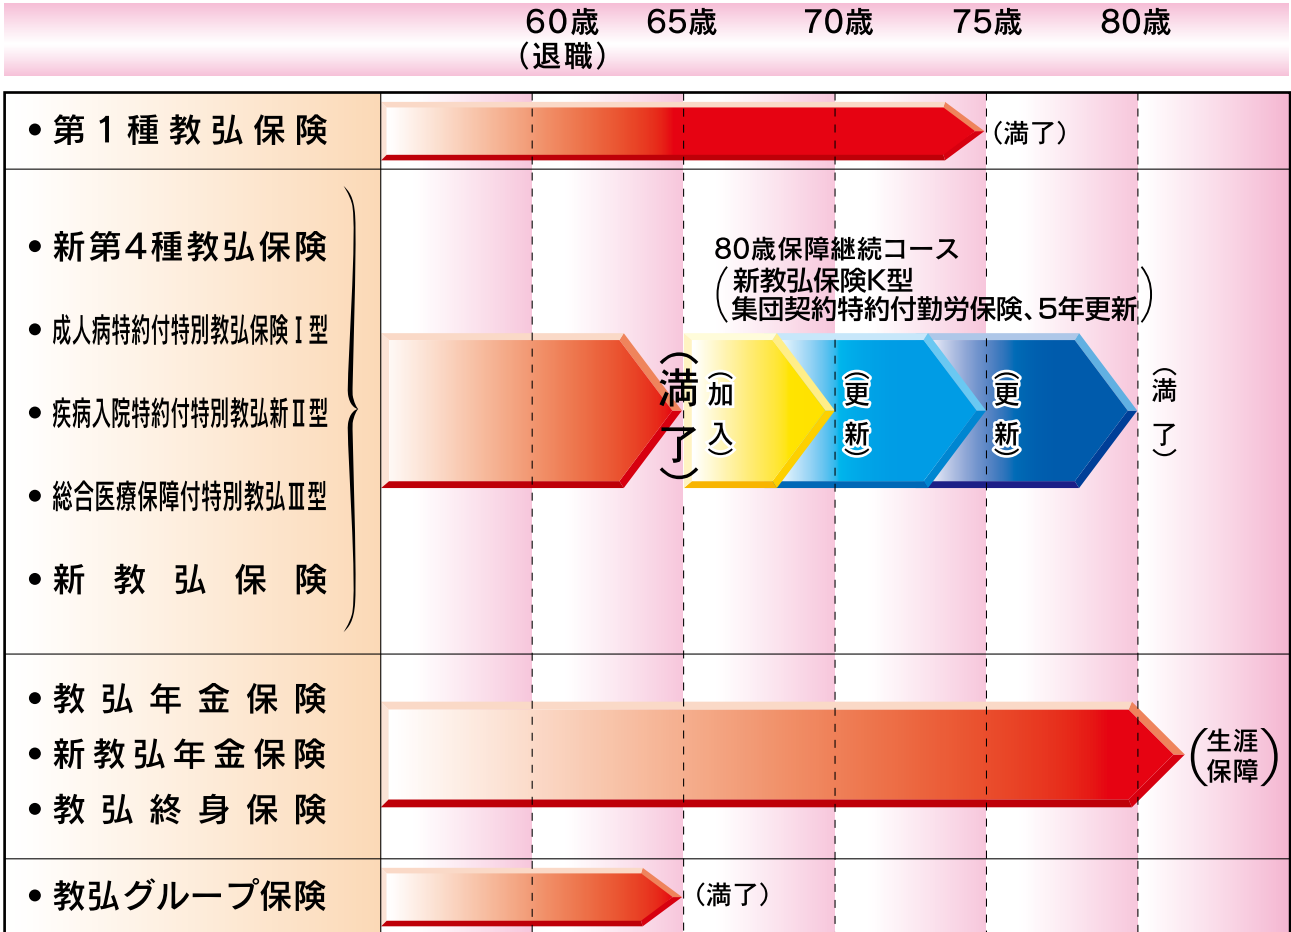 60歳 65歳 70歳 75歳 80歳
（退職）
•第1種教弘保険
（満了）
•新第4種教弘保険
•成人病特約付特別教弘保険Ⅰ型
•疾病入院特約付特別教弘新Ⅱ型
•総合医療保障付特別教弘Ⅲ型
•新教弘保険
80歳保障継続コース
（新教弘保険K型
集団契約特約付勤労保険、5年更新）
（満了）
（加入）
（更新）
（更新）
（満了）
•教弘年金保険
•新教弘年金保険
•教弘終身保険
（生涯
保障）
•教弘グループ保険
（満了）